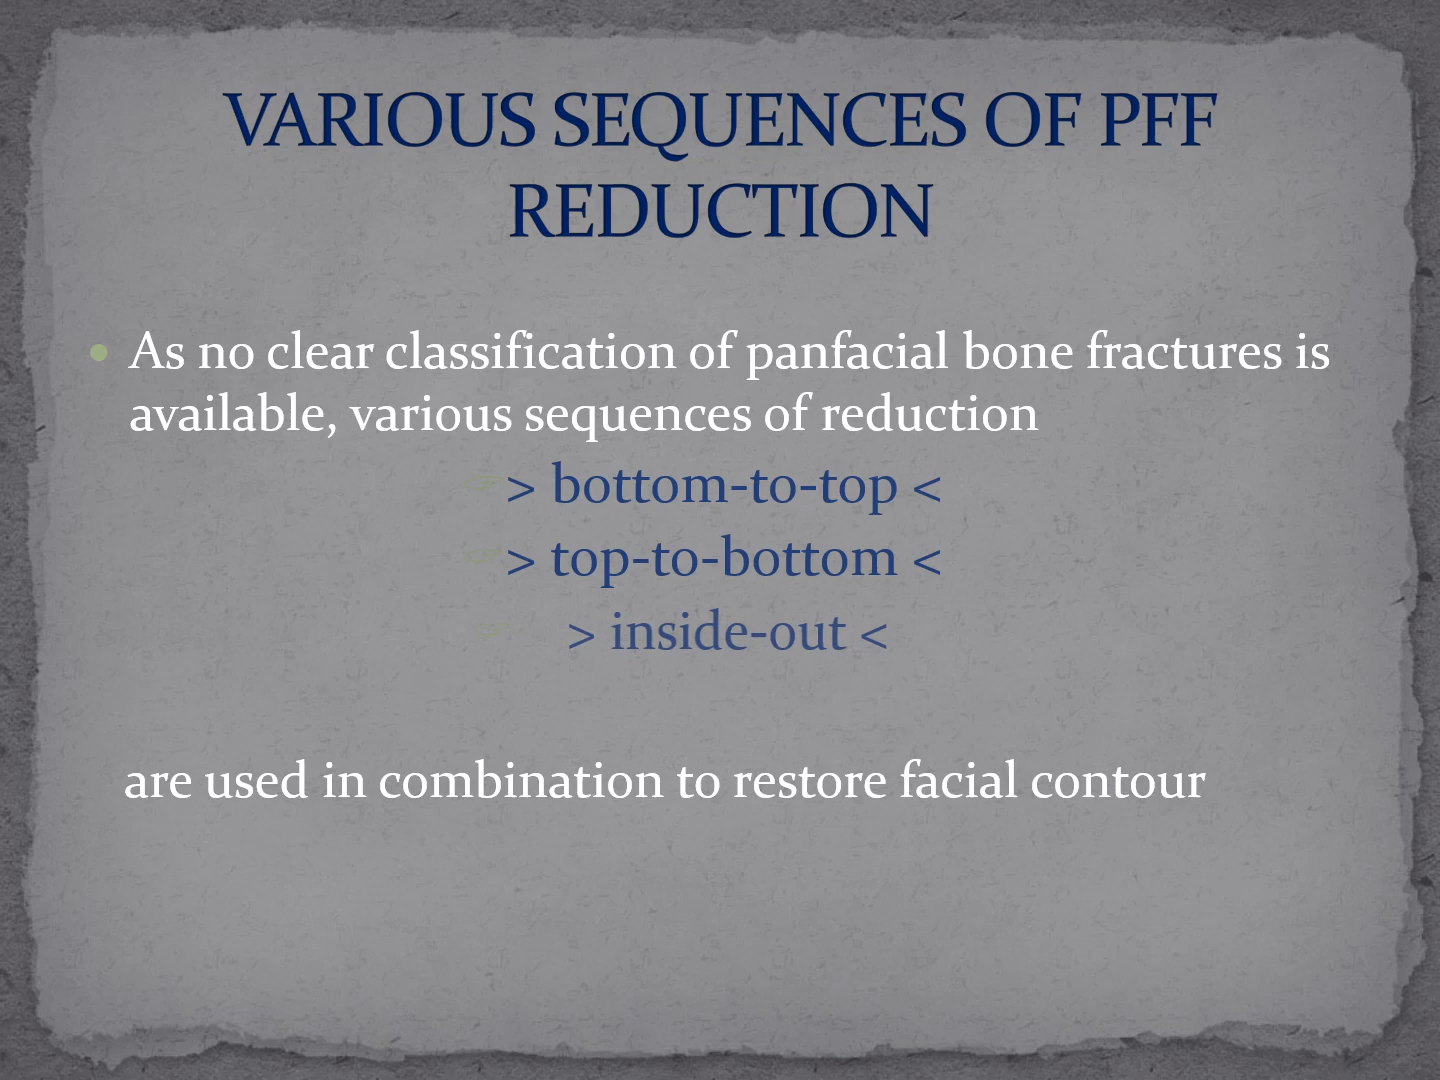 VARIOUS SEQUENCES OF PFF
REDUCTION
• As no clear classification of panfacial bone fractures is
available, various sequences of reduction
> bottom-to-top <
> top-to-bottom <
> inside-out <
are used in combination to restore facial contour